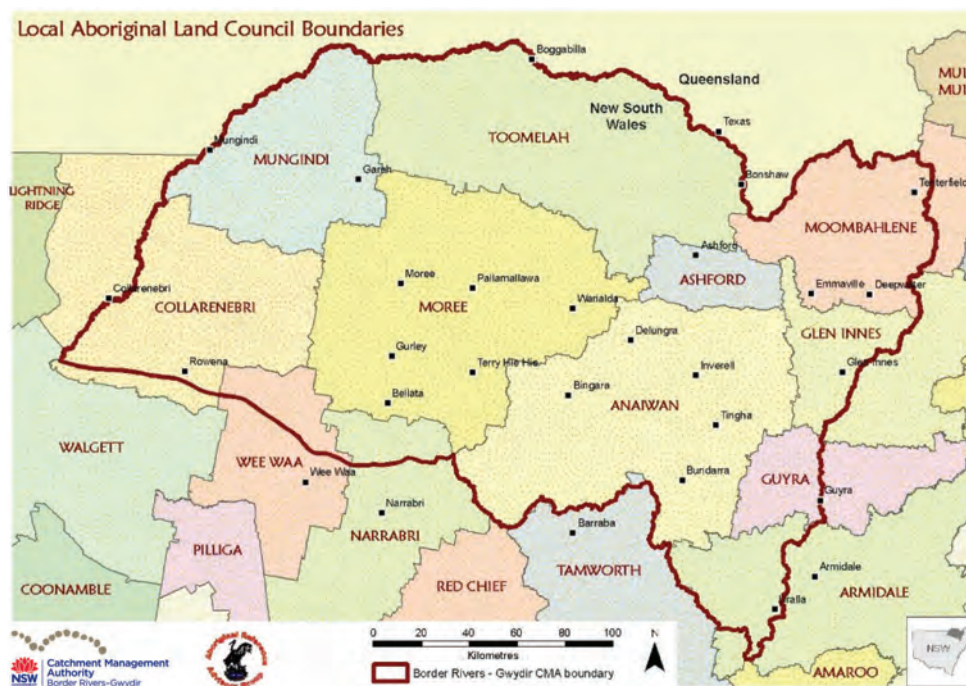 Local Aboriginal Land Council Boundaries
Boggabilla
Queensland
MUL
MUL
New South
Wales
Texas
TOOMELAH
Mungindi
MUNGINDI
Garah
Bonshaw
Tenterfield
LIGHTNING
RIDGE
MOOMBAHLENE
Ashford
ASHFORD
Moree
Pallamallawa
Emmaville
Deepwater
Collarenebri
COLLARENEBRI
MOREE
Warialda
GLEN INNES
Delungra
Gurley
Rowena
Terry Hie Hie
Inverell
Glen Innes
Bingara
ANAIWAN
Bellata
Tingha
WALGETT
WEE WAA
Wee Waa
Bundarra
GUYRA
Guyra
Narrabri
NARRABRI
Barraba
PILLIGA
TAMWORTH
Armidale
COONAMBLE
RED CHIEF
ARMIDALE
Uralla
AMAROO
0 20 40 60 80 100
Kilometres
N
Border Rivers - Gwydir CMA boundary
NSW
Catchment Management
Authority
Border Rivers–Gwydir
Aboriginal Reference